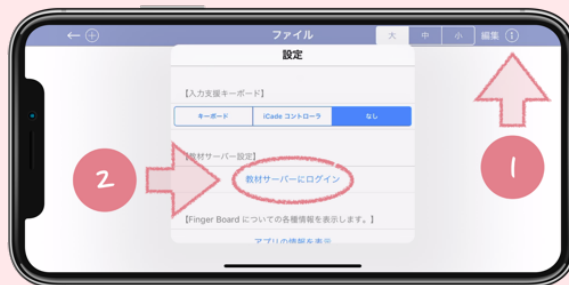 ←⊕ ファイル 大 中 小 編集 ⓘ
設定
【入力支援キーボード】
キーボード iCade コントローラ なし
1
【教材サーバー設定】
2 教材サーバーにログイン
【Finger Board についての各種情報を表示します。】
アプリの情報を表示